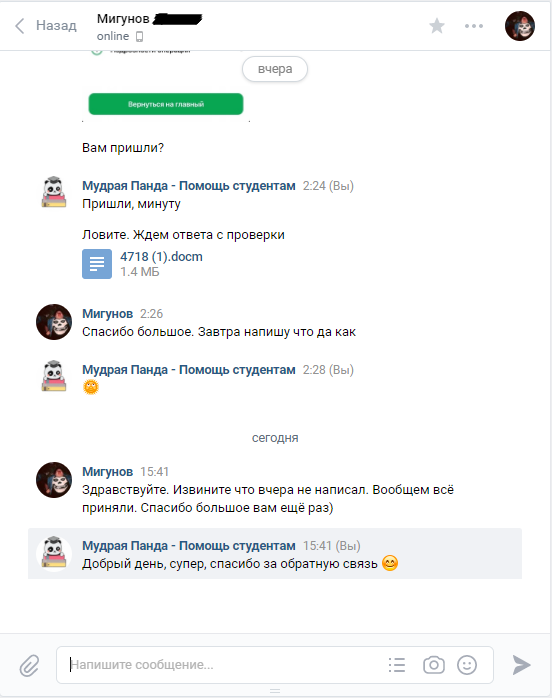 Назад
Мигунов
online
вчера
Вернуться на главный
Вам пришли?
Мудрая Панда - Помощь студентам 2:24 (Вы)
Пришли, минуту
Ловите. Ждем ответа с проверки
4718 (1).docm
1.4 МБ
Мигунов 2:26
Спасибо большое. Завтра напишу что да как
Мудрая Панда - Помощь студентам 2:28 (Вы)
сегодня
Мигунов 15:41
Здравствуйте. Извините что вчера не написал. Вообщем всё
приняли. Спасибо большое вам ещё раз)
Мудрая Панда - Помощь студентам 15:41 (Вы)
Добрый день, супер, спасибо за обратную связь 😊
Напишите сообщение...